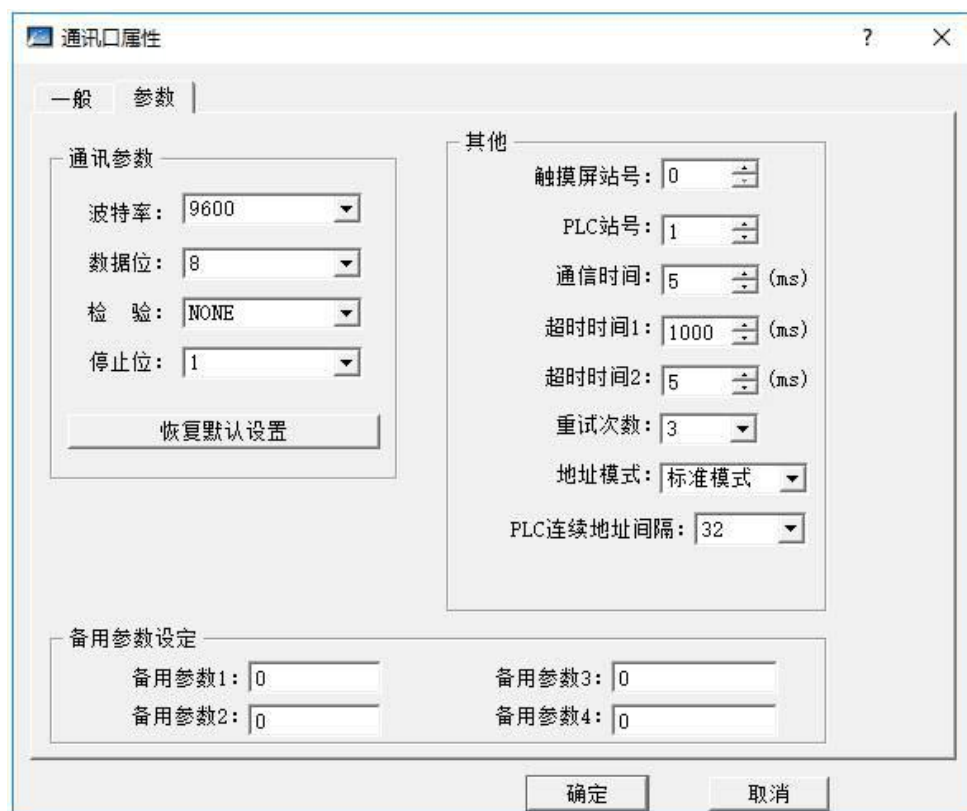 通讯口属性
? ×
一般 参数
通讯参数
波特率: 9600
数据位: 8
检 验: NONE
停止位: 1
恢复默认设置
其他
触摸屏站号: 0
PLC站号: 1
通信时间: 5 (ms)
超时时间1: 1000 (ms)
超时时间2: 5 (ms)
重试次数: 3
地址模式: 标准模式
PLC连续地址间隔: 32
备用参数设定
备用参数1: 0 备用参数3: 0
备用参数2: 0 备用参数4: 0
确定 取消